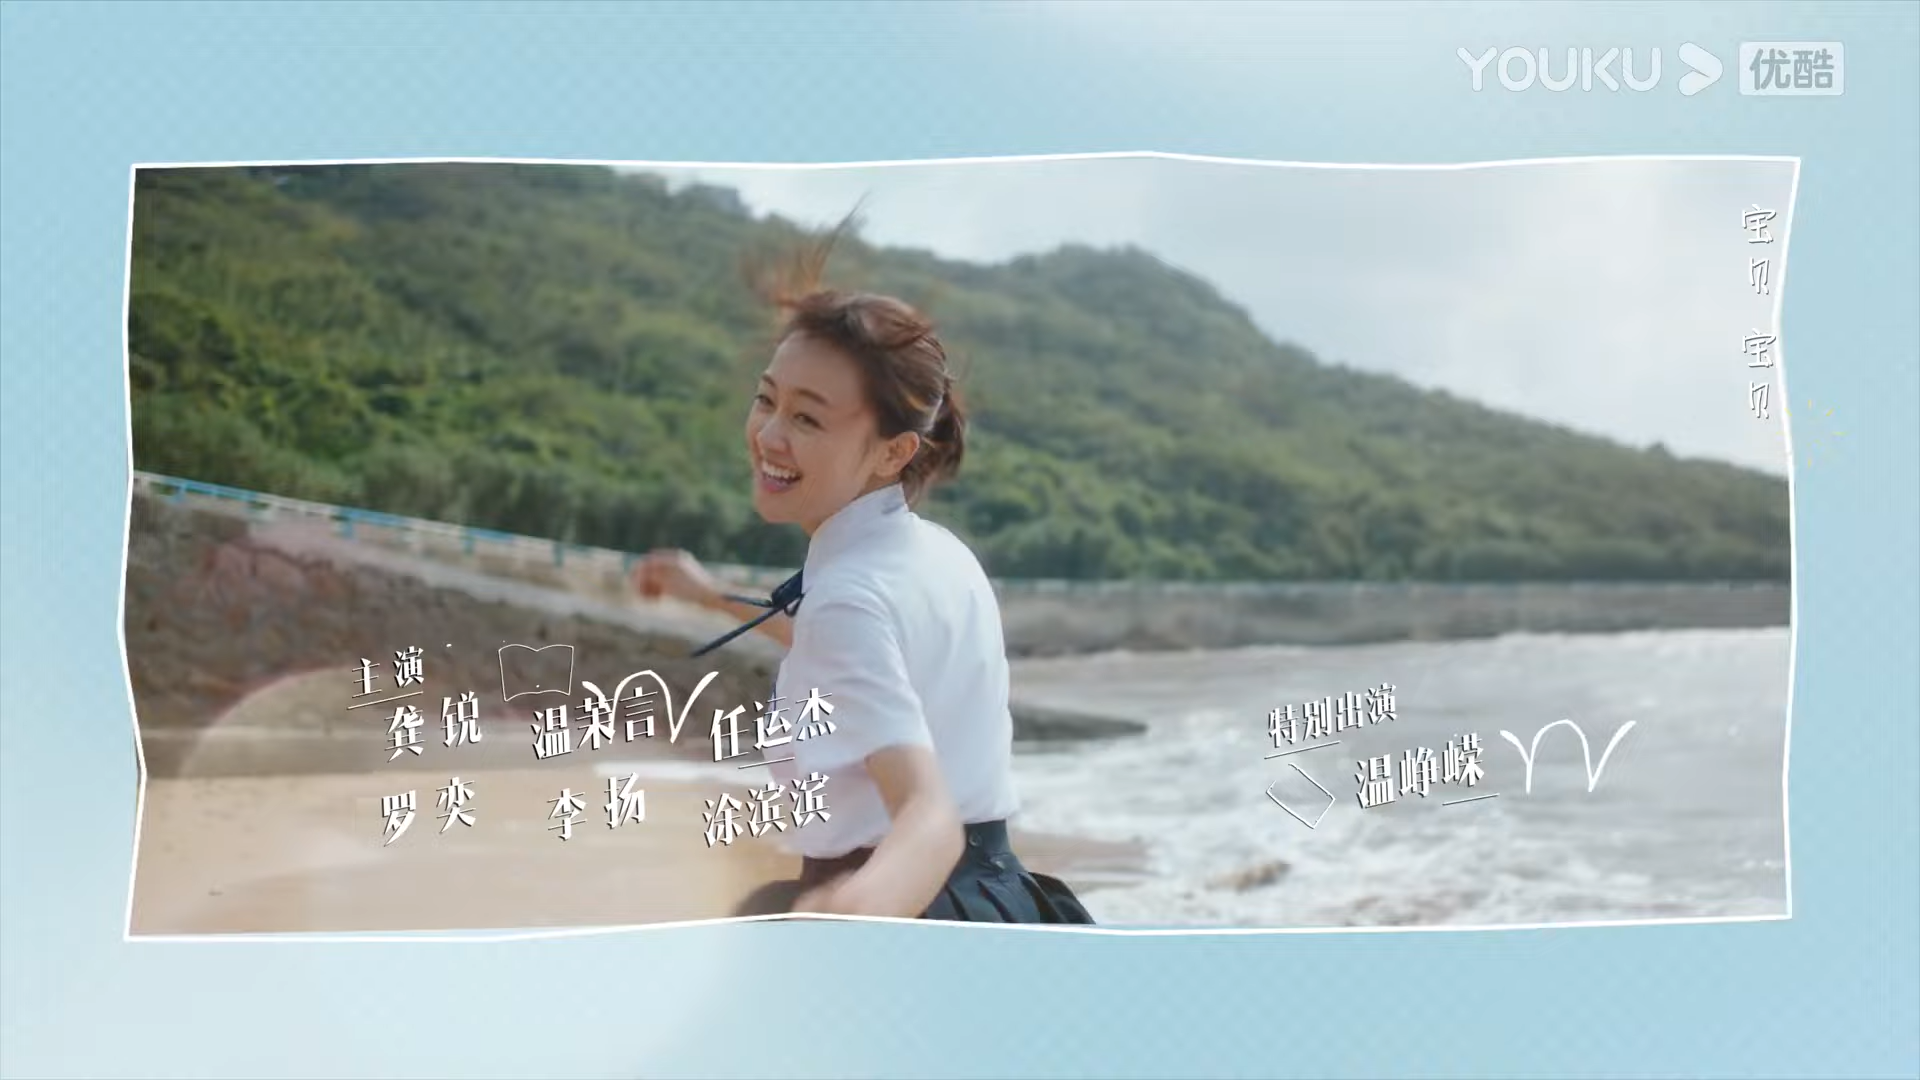 YOUKU 优酷
宝贝 宝贝
主演
龚锐 温茉言 任运杰
罗奕 李扬 涂滨滨
特别出演
温峥嵘